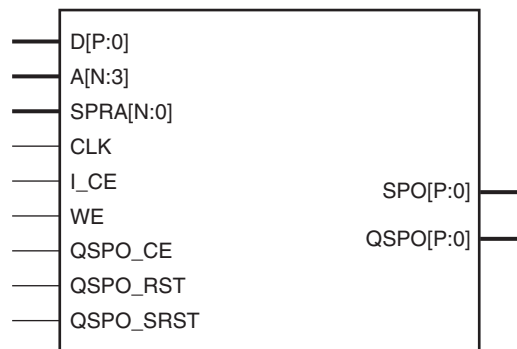 D[P:0]
A[N:3]
SPRA[N:0]
CLK
I_CE
WE
QSPO_CE
QSPO_RST
QSPO_SRST
SPO[P:0]
QSPO[P:0]